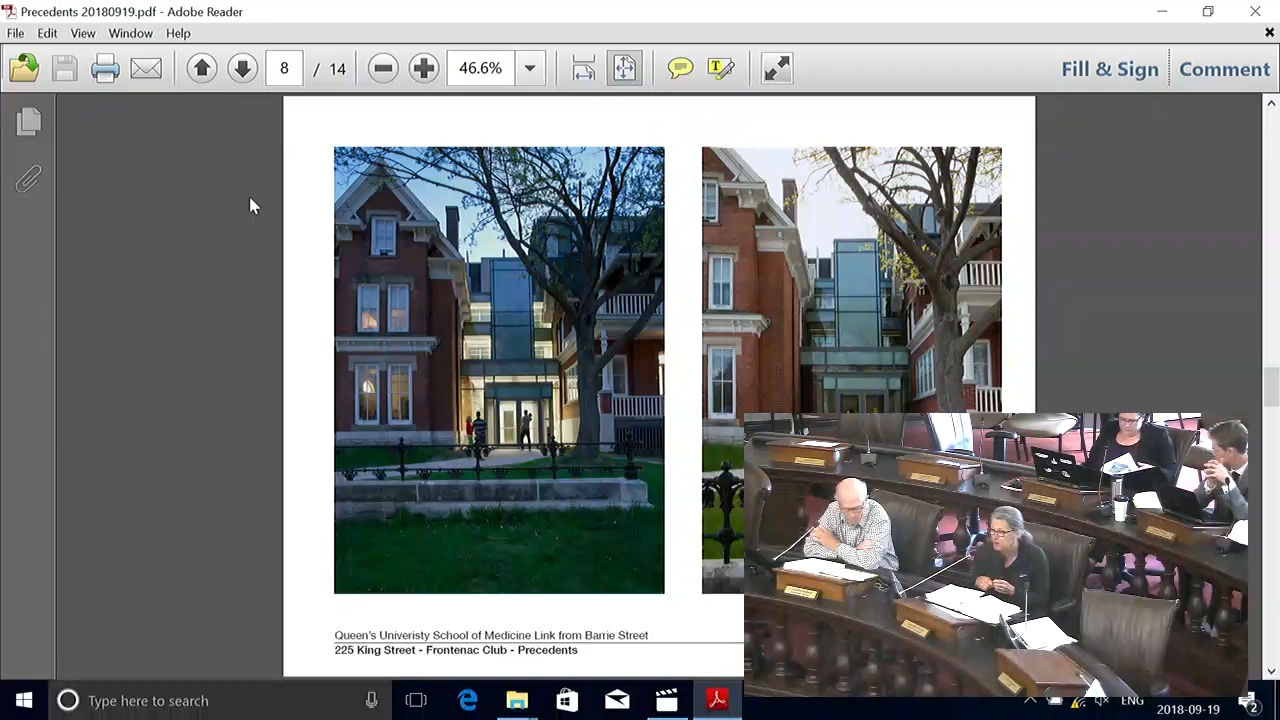 Precedents 20180919.pdf - Adobe Reader
File Edit View Window Help
8 / 14 46.6% Fill & Sign Comment
Queen's Univeristy School of Medicine Link from Barrie Street
225 King Street - Frontenac Club - Precedents
Type here to search
ENG
2018-09-19
2